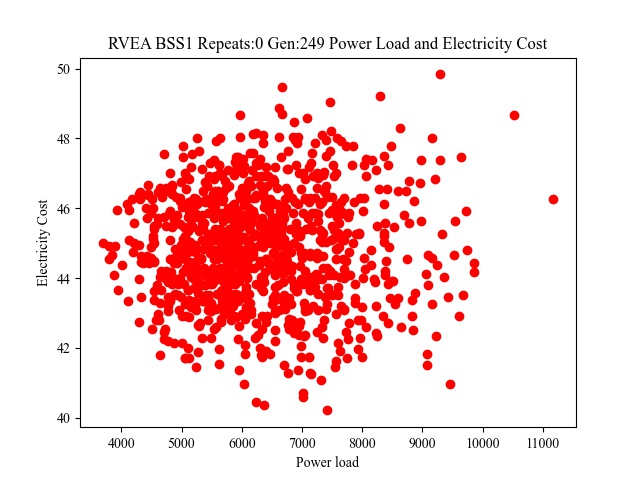 RVEA BSS1 Repeats:0 Gen:249 Power Load and Electricity Cost
50
48
46
44
42
40
Electricity Cost
4000 5000 6000 7000 8000 9000 10000 11000
Power load